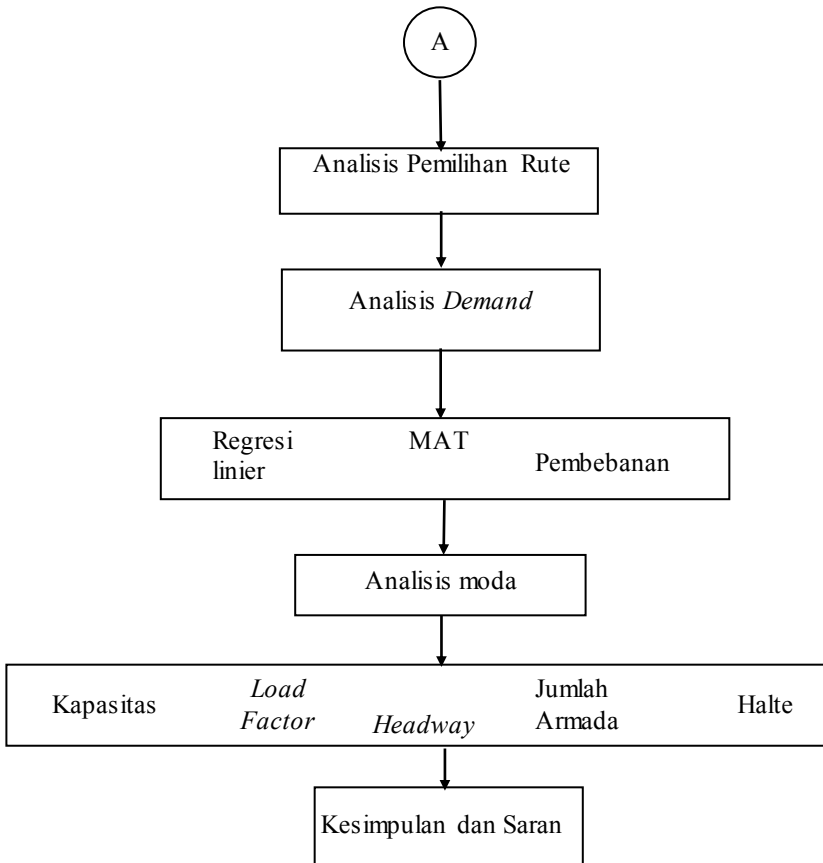 A
Analisis Pemilihan Rute
Analisis Demand
Regresi
linier
MAT
Pembebanan
Analisis moda
Kapasitas
Load
Factor
Headway
Jumlah
Armada
Halte
Kesimpulan dan Saran